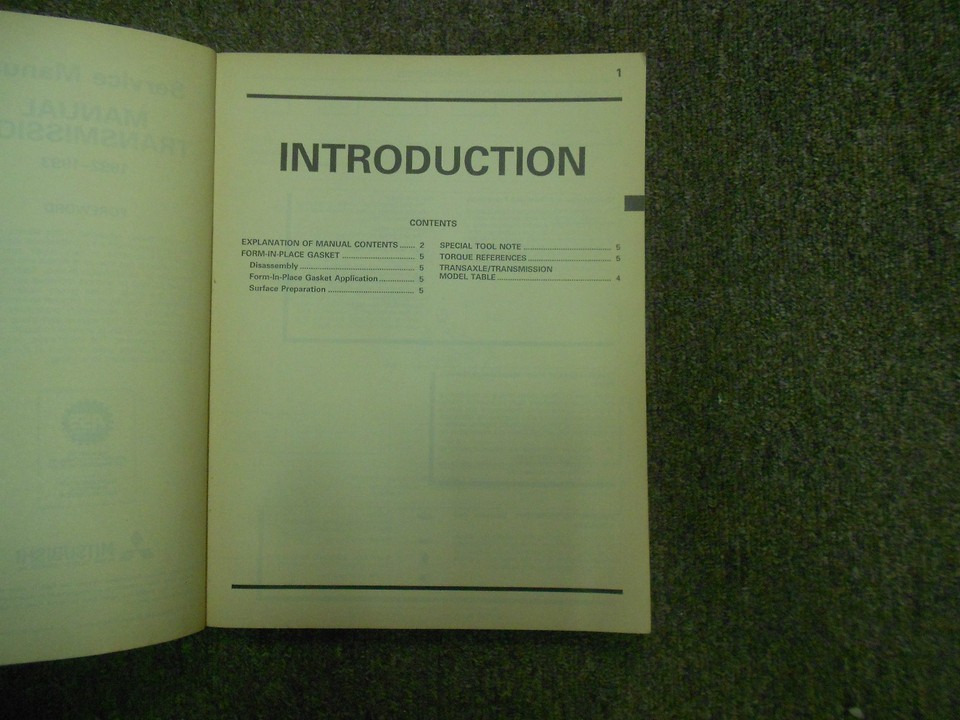 1
INTRODUCTION
CONTENTS
EXPLANATION OF MANUAL CONTENTS ....... 2
FORM-IN-PLACE GASKET ............................... 5
Disassembly ................................................. 5
Form-In-Place Gasket Application ............... 5
Surface Preparation ..................................... 5
SPECIAL TOOL NOTE ...................................... 5
TORQUE REFERENCES .................................... 5
TRANSAXLE/TRANSMISSION
MODEL TABLE ................................................ 4